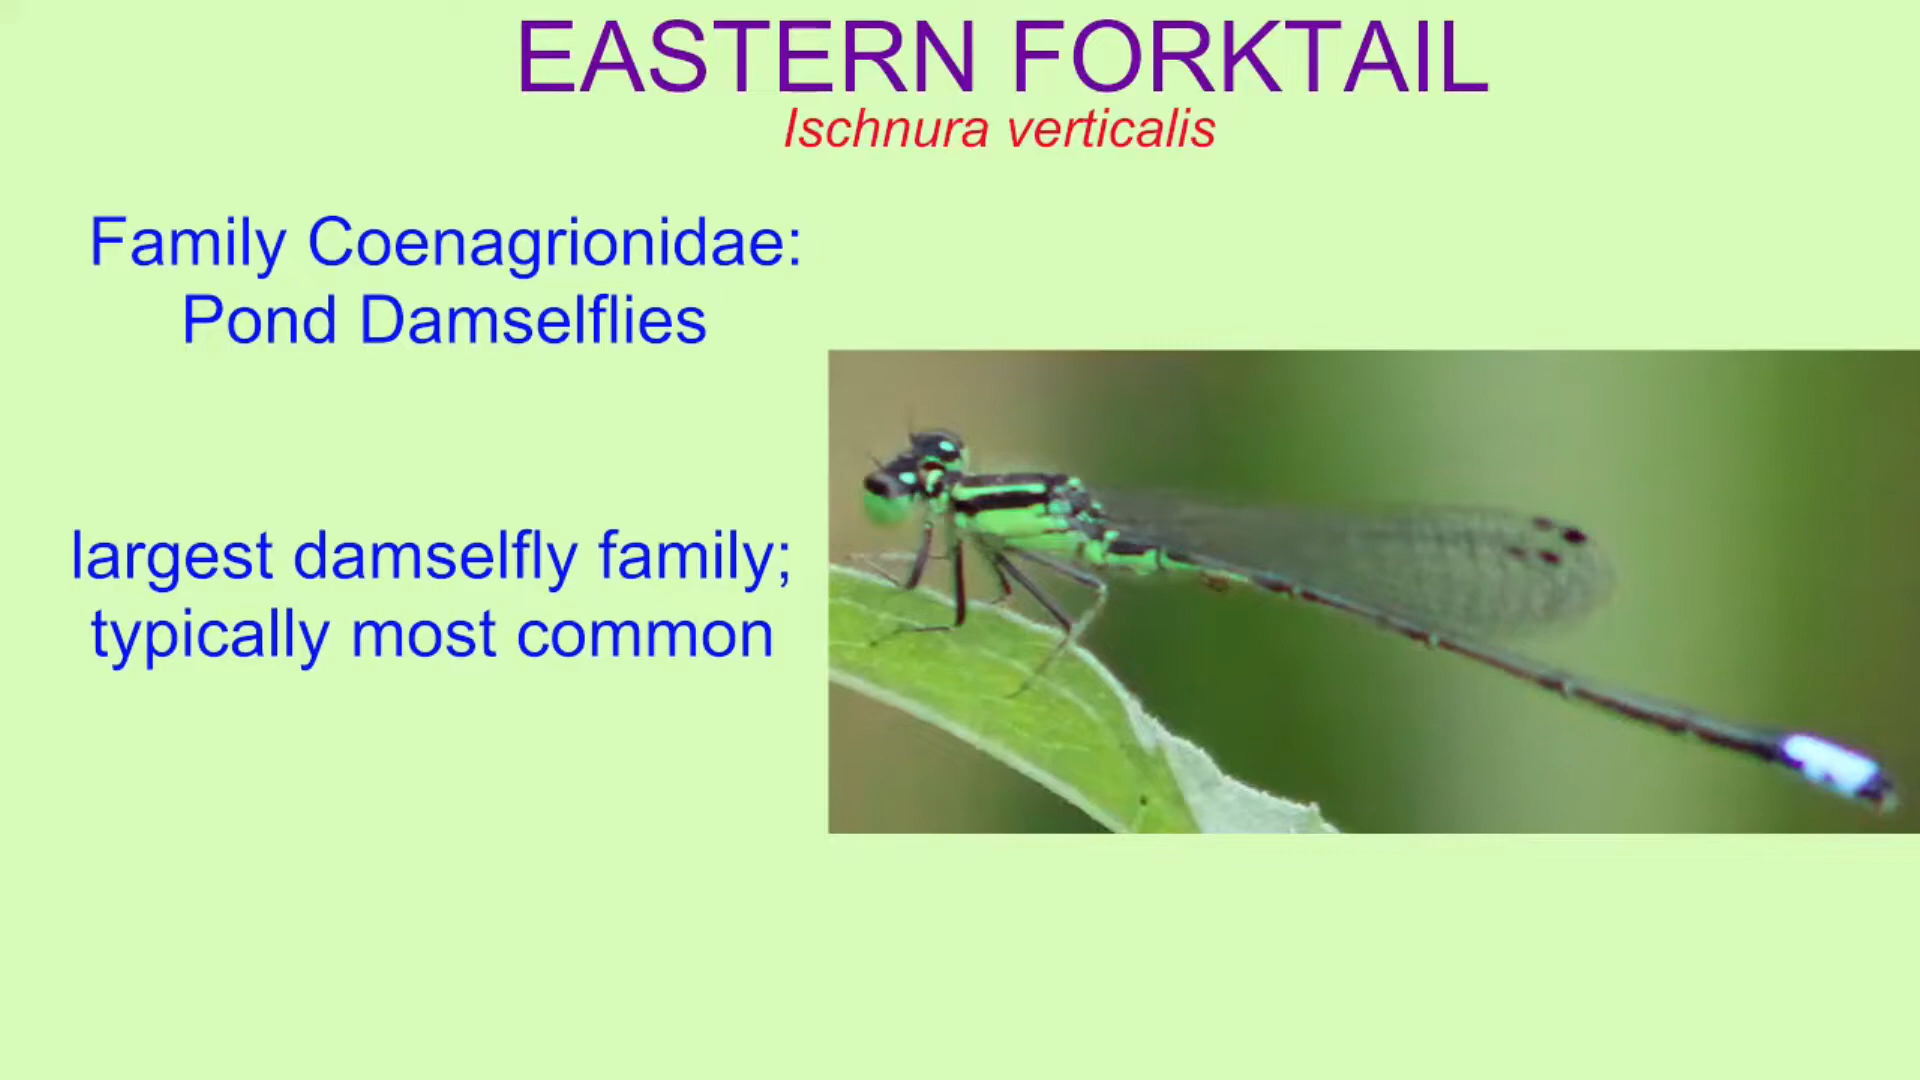 EASTERN FORKTAIL
Ischnura verticalis
Family Coenagrionidae:
Pond Damselflies
largest damselfly family;
typically most common